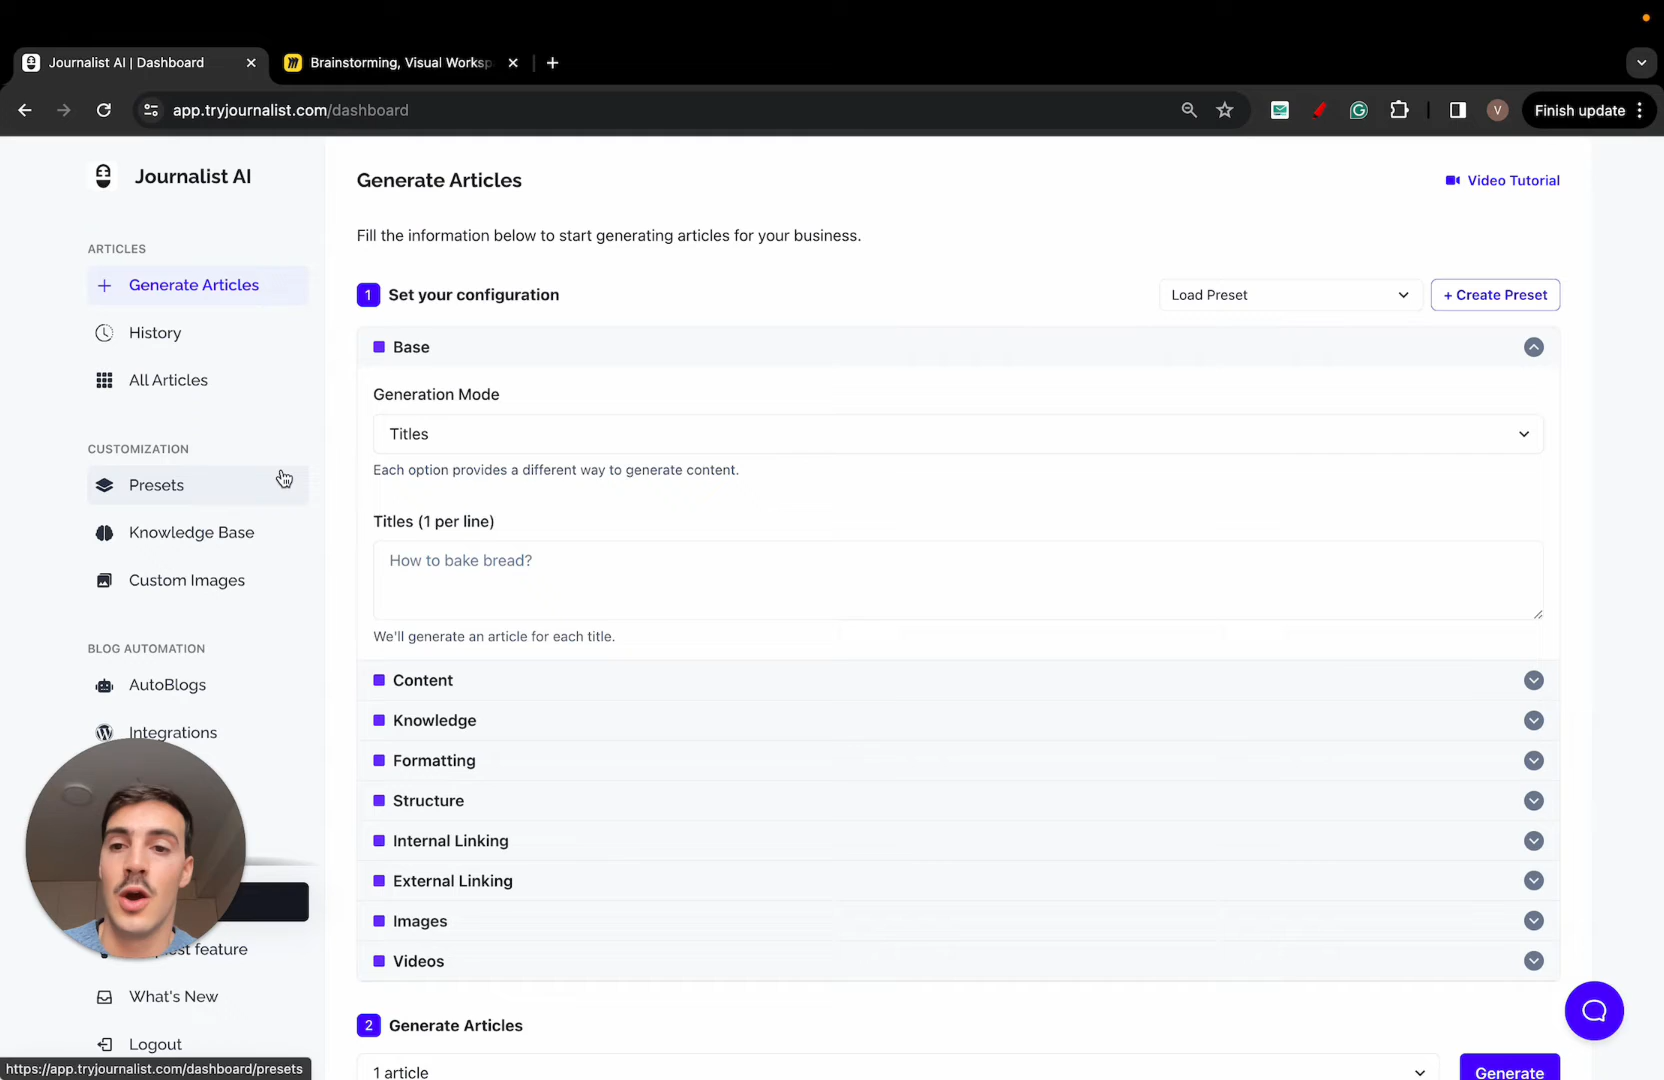 Journalist AI | Dashboard
Brainstorming, Visual Worksp
app.tryjournalist.com/dashboard
V
Finish update
Journalist AI
ARTICLES
Generate Articles
History
All Articles
CUSTOMIZATION
Presets
Knowledge Base
Custom Images
BLOG AUTOMATION
AutoBlogs
Integrations
st feature
What's New
Logout
https://app.tryjournalist.com/dashboard/presets
Generate Articles
Video Tutorial
Fill the information below to start generating articles for your business.
1 Set your configuration
Load Preset
+ Create Preset
Base
Generation Mode
Titles
Each option provides a different way to generate content.
Titles (1 per line)
How to bake bread?
We'll generate an article for each title.
Content
Knowledge
Formatting
Structure
Internal Linking
External Linking
Images
Videos
2 Generate Articles
1 article
Generate